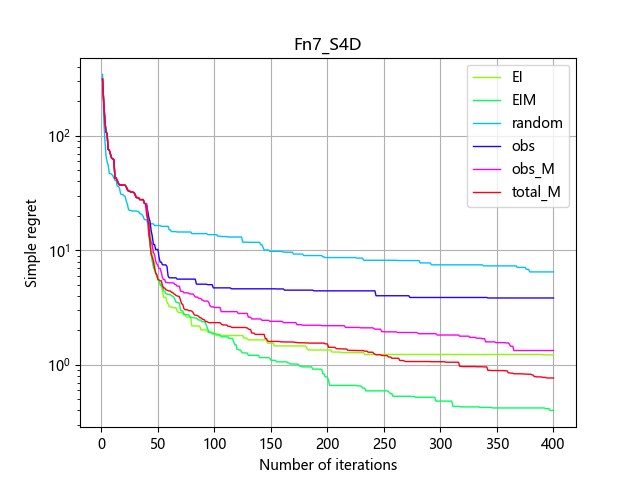 Fn7_S4D
EI
EIM
random
obs
obs_M
total_M
Simple regret
10²
10¹
10⁰
0 50 100 150 200 250 300 350 400
Number of iterations